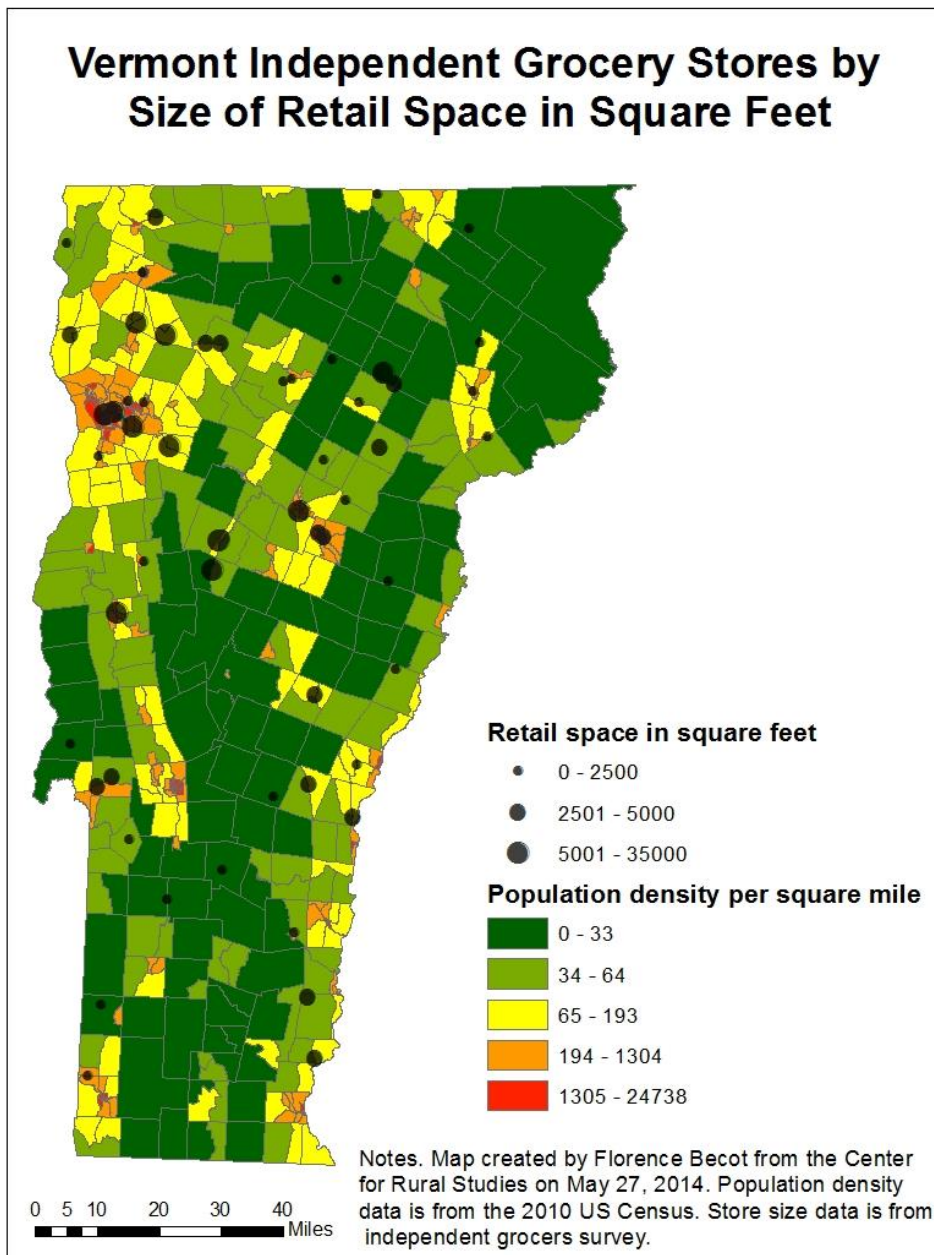 Vermont Independent Grocery Stores by
Size of Retail Space in Square Feet
Retail space in square feet
0 - 2500
2501 - 5000
5001 - 35000
Population density per square mile
0 - 33
34 - 64
65 - 193
194 - 1304
1305 - 24738
Notes. Map created by Florence Becot from the Center
for Rural Studies on May 27, 2014. Population density
data is from the 2010 US Census. Store size data is from
independent grocers survey.
0 5 10 20 30 40
Miles